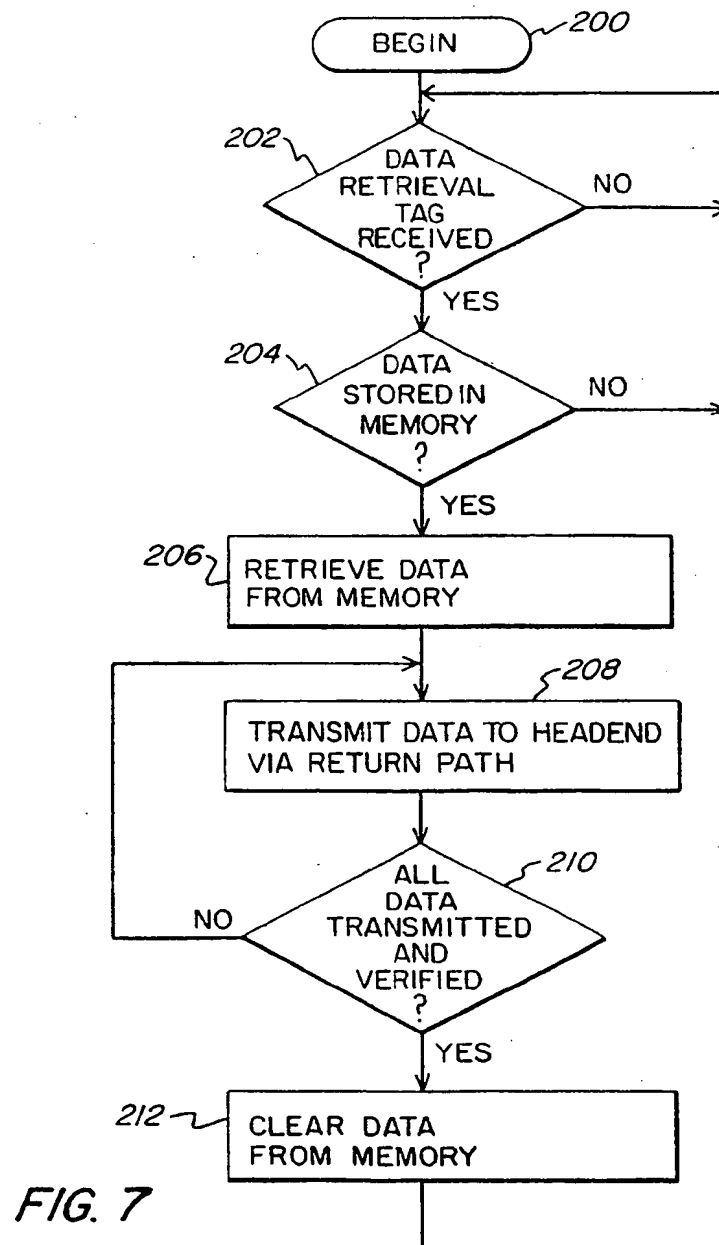 BEGIN
200
202
DATA
RETRIEVAL
TAG
RECEIVED
?
NO
YES
204
DATA
STORED IN
MEMORY
?
NO
YES
206
RETRIEVE DATA
FROM MEMORY
208
TRANSMIT DATA TO HEADEND
VIA RETURN PATH
210
ALL
DATA
TRANSMITTED
AND
VERIFIED
?
NO
YES
212
CLEAR DATA
FROM MEMORY
FIG. 7